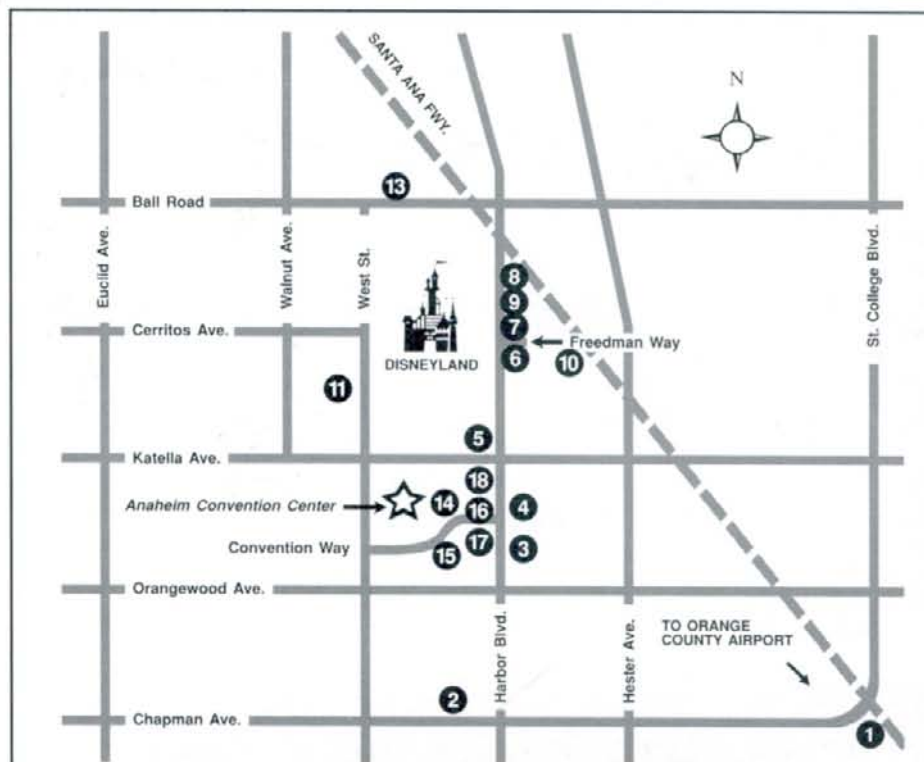 SANTA ANA FWY.
N
13
Ball Road
Euclid Ave.
Walnut Ave.
West St.
St. College Blvd.
8
9
7
Cerritos Ave.
Freedman Way
DISNEYLAND
6
10
11
5
Katella Ave.
18
Anaheim Convention Center
14
16
4
Convention Way
15
17
3
Orangewood Ave.
Harbor Blvd.
Hester Ave.
TO ORANGE
COUNTY AIRPORT
2
Chapman Ave.
1